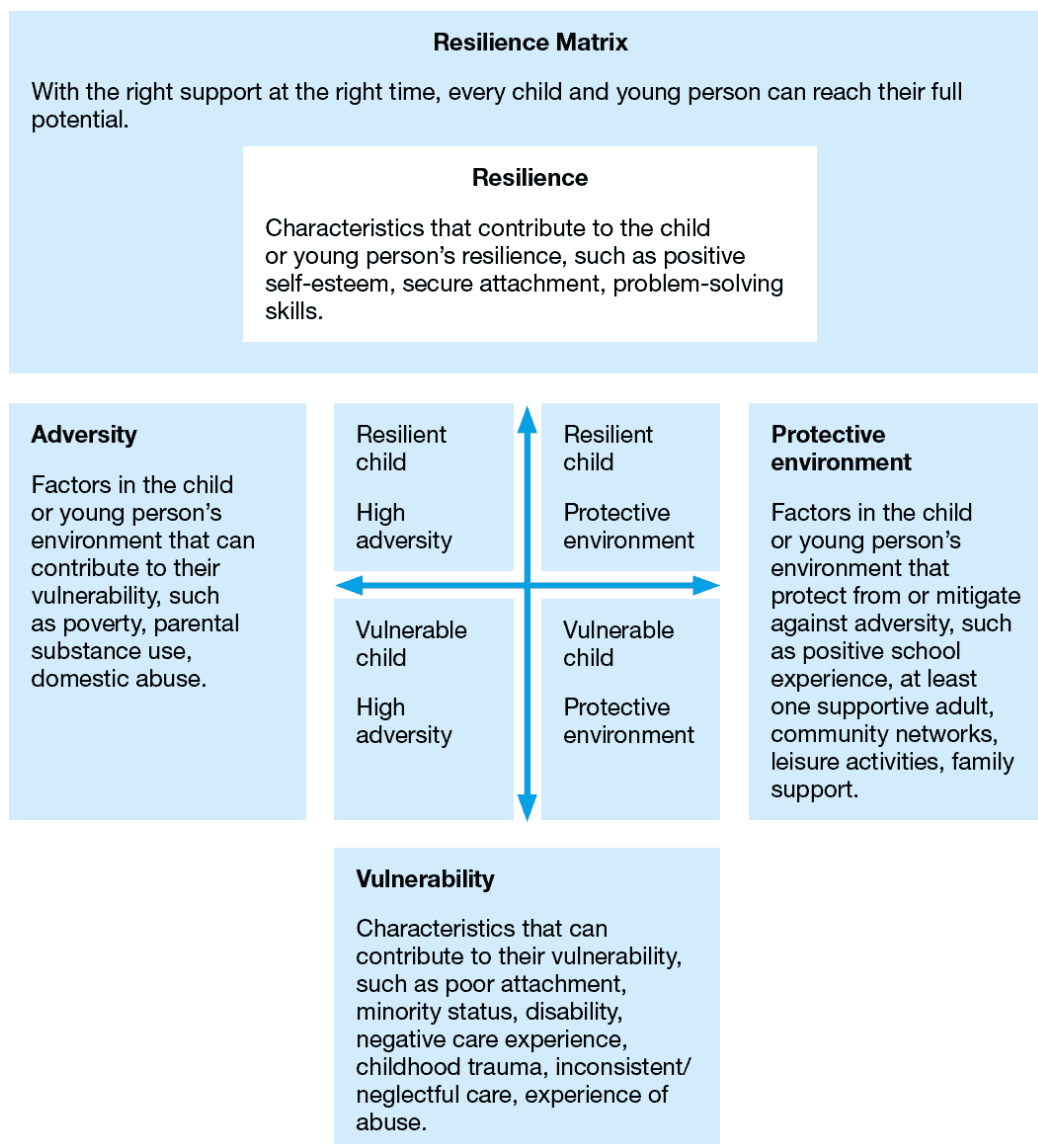 Resilience Matrix
With the right support at the right time, every child and young person can reach their full
potential.
Resilience
Characteristics that contribute to the child
or young person’s resilience, such as positive
self-esteem, secure attachment, problem-solving
skills.
Adversity
Factors in the child
or young person’s
environment that can
contribute to their
vulnerability, such
as poverty, parental
substance use,
domestic abuse.
Resilient
child
High
adversity
Resilient
child
Protective
environment
Vulnerable
child
High
adversity
Vulnerable
child
Protective
environment
Protective
environment
Factors in the child
or young person’s
environment that
protect from or mitigate
against adversity, such
as positive school
experience, at least
one supportive adult,
community networks,
leisure activities, family
support.
Vulnerability
Characteristics that can
contribute to their vulnerability,
such as poor attachment,
minority status, disability,
negative care experience,
childhood trauma, inconsistent/
neglectful care, experience of
abuse.